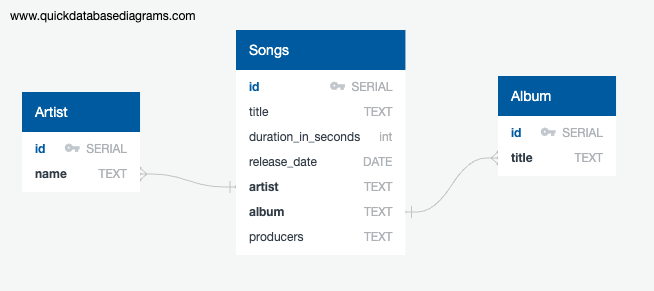 www.quickdatabasediagrams.com
Artist
id SERIAL
name TEXT
Songs
id SERIAL
title TEXT
duration_in_seconds int
release_date DATE
artist TEXT
album TEXT
producers TEXT
Album
id SERIAL
title TEXT